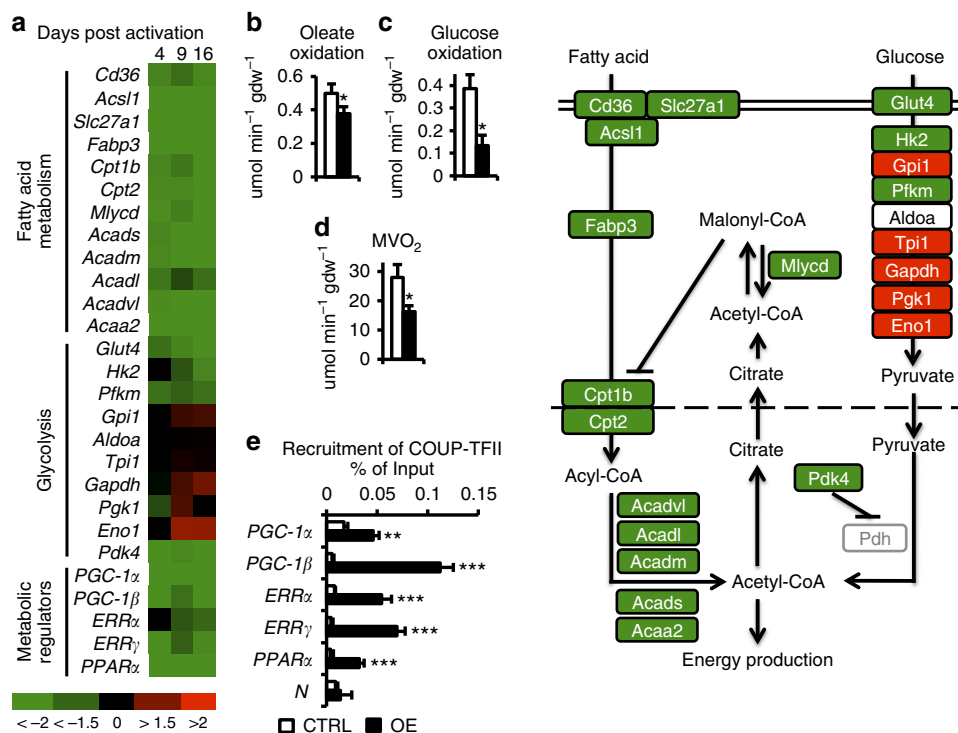 a
Days post activation
4 9 16
Fatty acid metabolism
Cd36
Acsl1
Slc27a1
Fabp3
Cpt1b
Cpt2
Mlycd
Acads
Acadm
Acadl
Acadvl
Acaa2
Glycolysis
Glut4
Hk2
Pfkm
Gpi1
Aldoa
Tpi1
Gapdh
Pgk1
Eno1
Pdk4
Metabolic regulators
PGC-1α
PGC-1β
ERRα
ERRγ
PPARα
< –2 < –1.5 0 > 1.5 >2
b
Oleate oxidation
umol min⁻¹ gdw⁻¹
0.6
0.4
0.2
0
*
c
Glucose oxidation
umol min⁻¹ gdw⁻¹
0.4
0.3
0.2
0.1
0
*
d
MVO₂
umol min⁻¹ gdw⁻¹
30
20
10
0
*
e
Recruitment of COUP-TFII
% of Input
0 0.05 0.1 0.15
PGC-1α **
PGC-1β ***
ERRα ***
ERRγ ***
PPARα ***
N
CTRL OE
Fatty acid
Glucose
Cd36
Slc27a1
Acsl1
Glut4
Hk2
Gpi1
Pfkm
Aldoa
Tpi1
Gapdh
Pgk1
Eno1
Fabp3
Malonyl-CoA
Mlycd
Acetyl-CoA
Citrate
Pyruvate
Cpt1b
Cpt2
Citrate
Pyruvate
Acyl-CoA
Pdk4
Pdh
Acadvl
Acadl
Acadm
Acetyl-CoA
Acads
Acaa2
Energy production